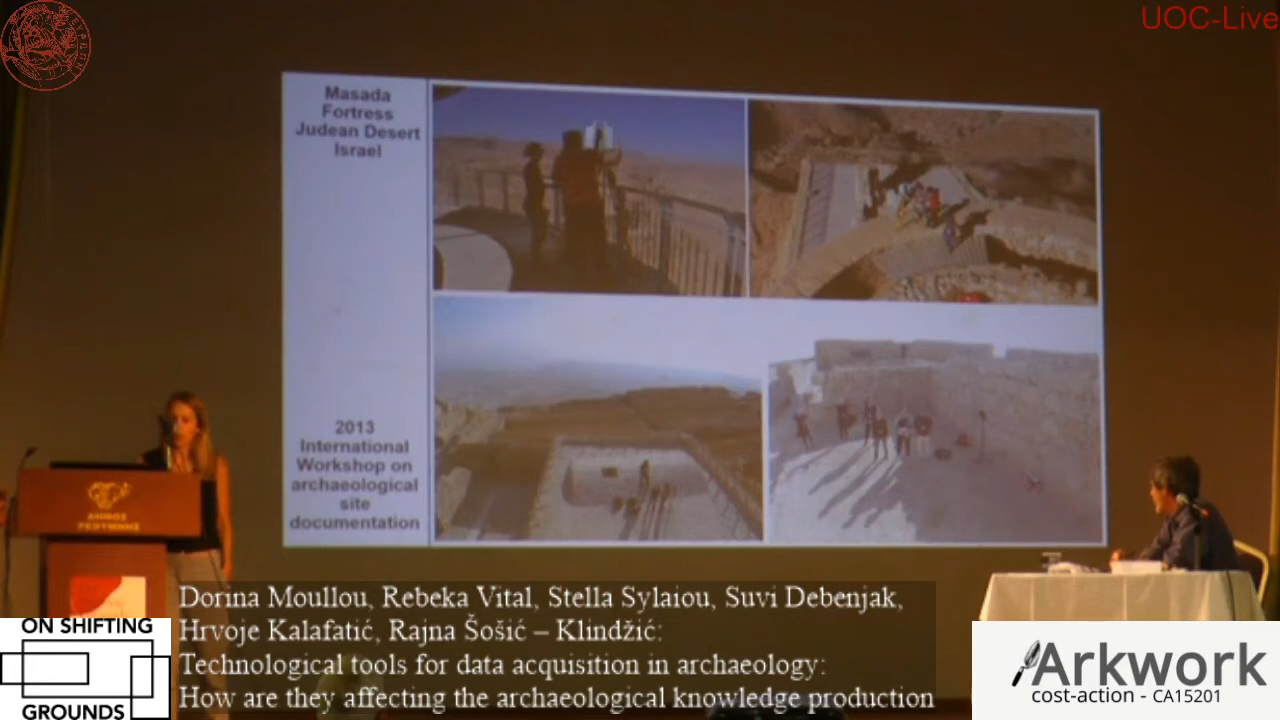 UOC-Live
Masada
Fortress
Judean Desert
Israel
2013
International
Workshop on
archaeological
site
documentation
ΔΗΜΟΣ
ΡΕΘΥΜΝΗΣ
Dorina Moullou, Rebeka Vital, Stella Sylaiou, Suvi Debenjak,
Hrvoje Kalafatić, Rajna Šošić – Klindžić:
Technological tools for data acquisition in archaeology:
How are they affecting the archaeological knowledge production
ON SHIFTING
GROUNDS
Arkwork
cost-action - CA15201